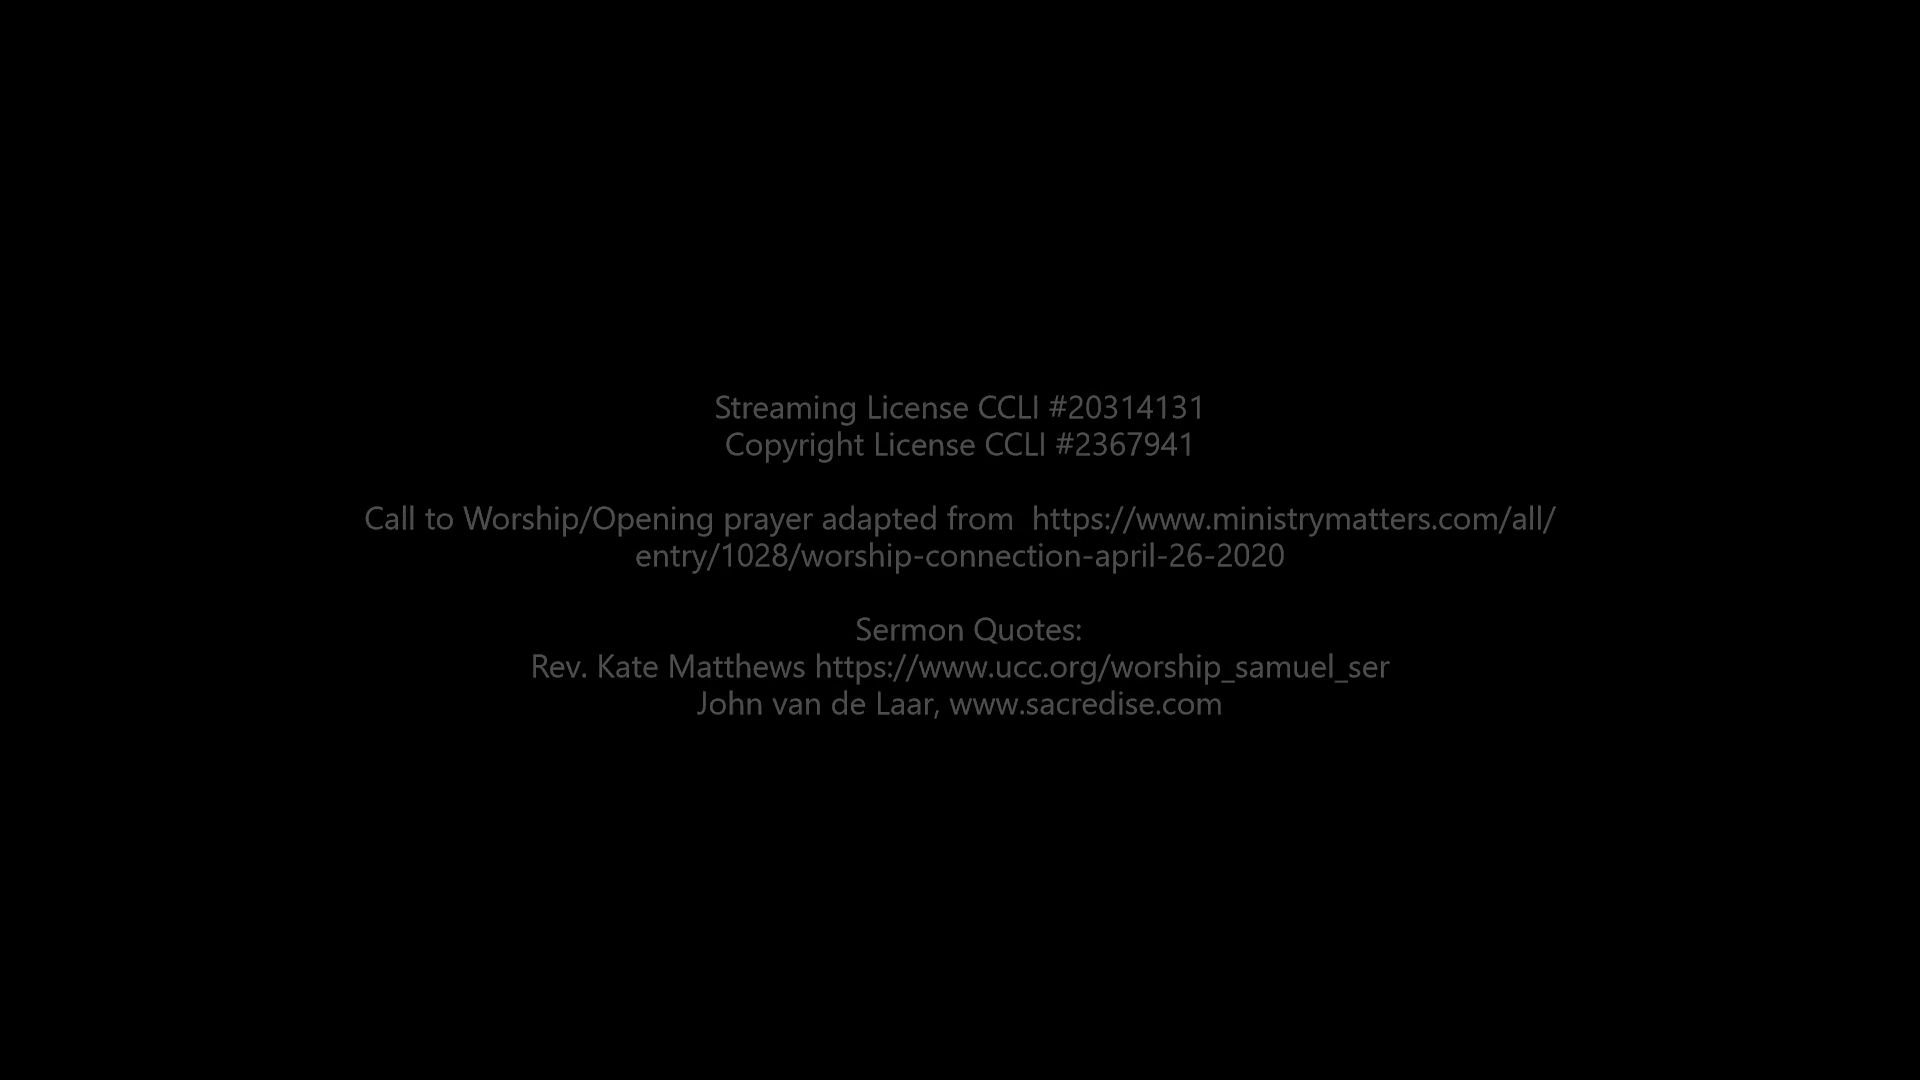 Streaming License CCLI #20314131
Copyright License CCLI #2367941
Call to Worship/Opening prayer adapted from  https://www.ministrymatters.com/all/
entry/1028/worship-connection-april-26-2020
Sermon Quotes:
Rev. Kate Matthews https://www.ucc.org/worship_samuel_ser
John van de Laar, www.sacredise.com